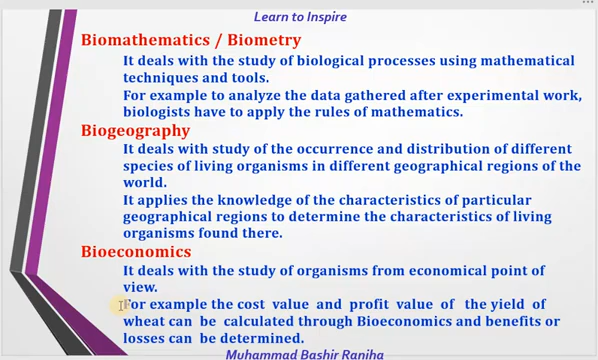 Learn to Inspire
Biomathematics / Biometry
It deals with the study of biological processes using mathematical
techniques and tools.
For example to analyze the data gathered after experimental work,
biologists have to apply the rules of mathematics.
Biogeography
It deals with study of the occurrence and distribution of different
species of living organisms in different geographical regions of the
world.
It applies the knowledge of the characteristics of particular
geographical regions to determine the characteristics of living
organisms found there.
Bioeconomics
It deals with the study of organisms from economical point of
view.
For example the cost value and profit value of the yield of
wheat can be calculated through Bioeconomics and benefits or
losses can be determined.
Muhammad Bashir Raniha